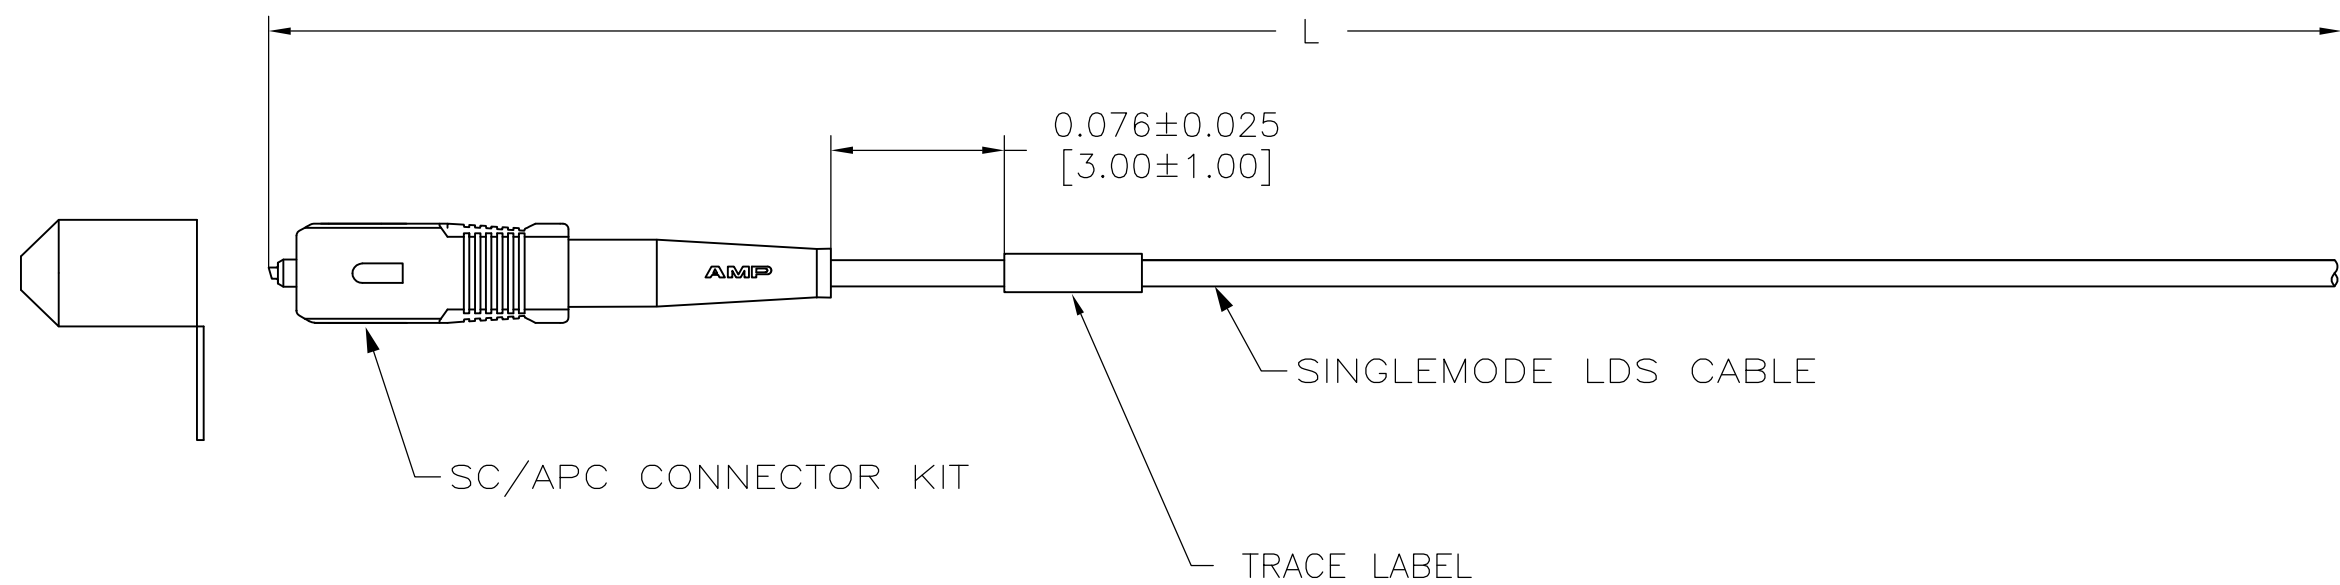 L
0.076±0.025
[3.00±1.00]
AMP
SINGLEMODE LDS CABLE
SC/APC CONNECTOR KIT
TRACE LABEL